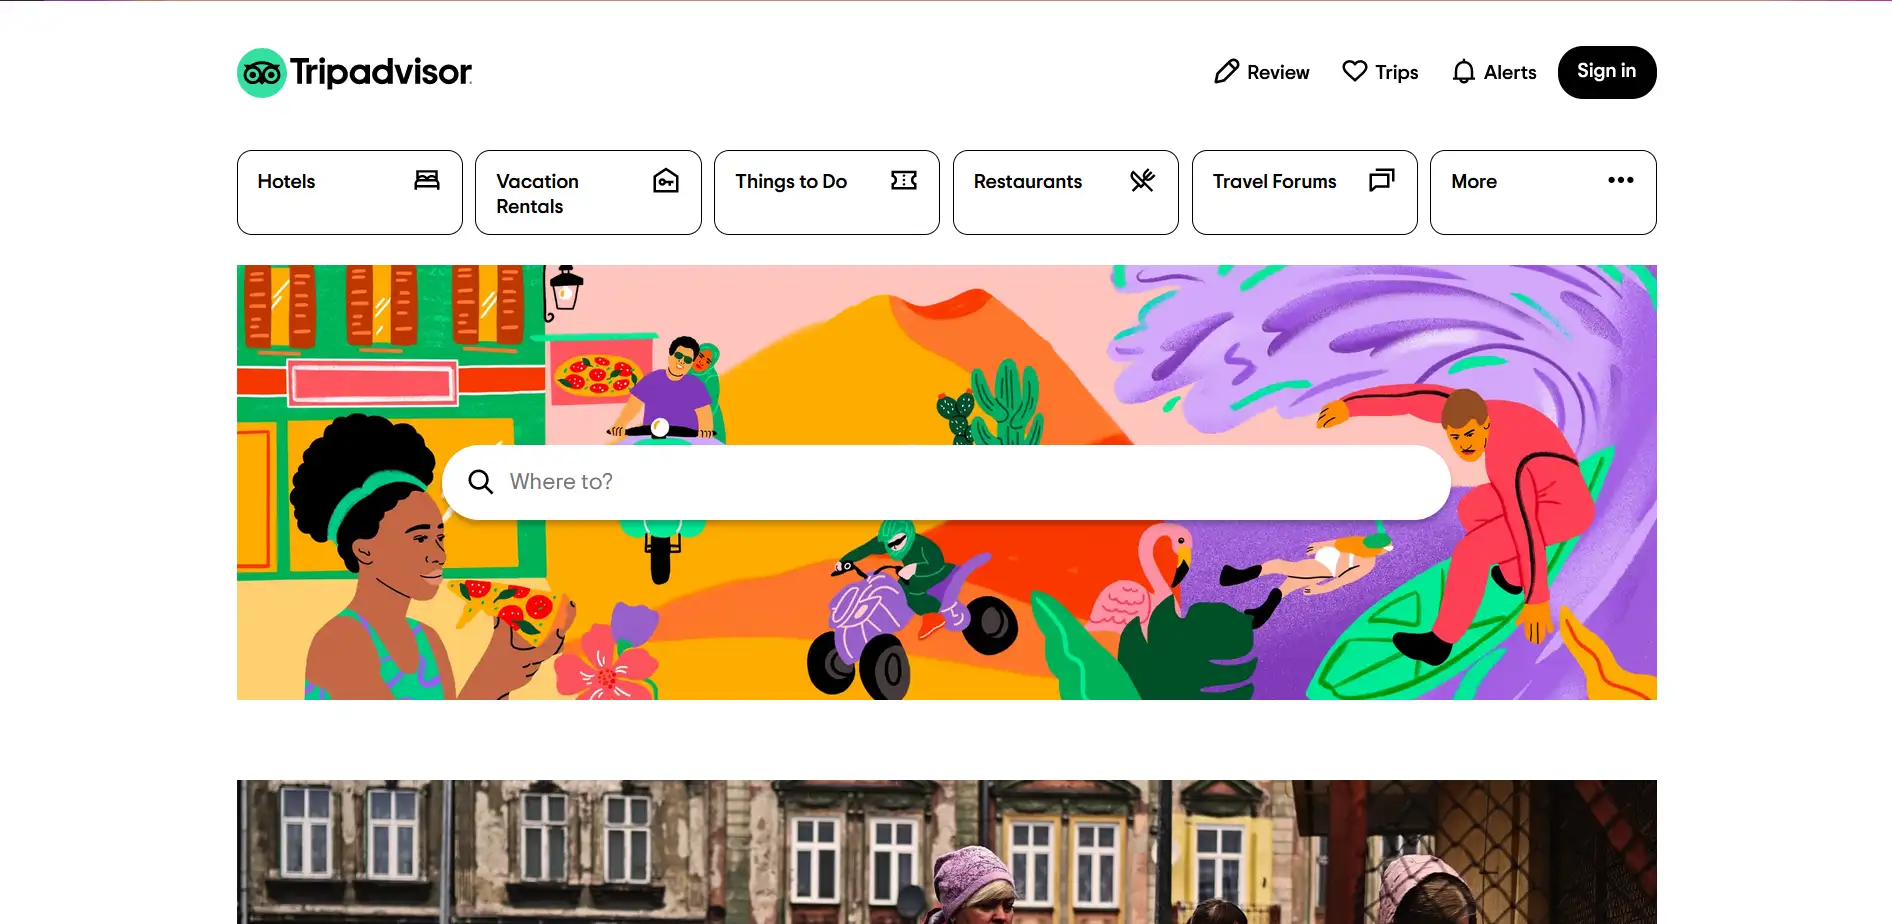 Tripadvisor
Review
Trips
Alerts
Sign in
Hotels
Vacation
Rentals
Things to Do
Restaurants
Travel Forums
More
Where to?